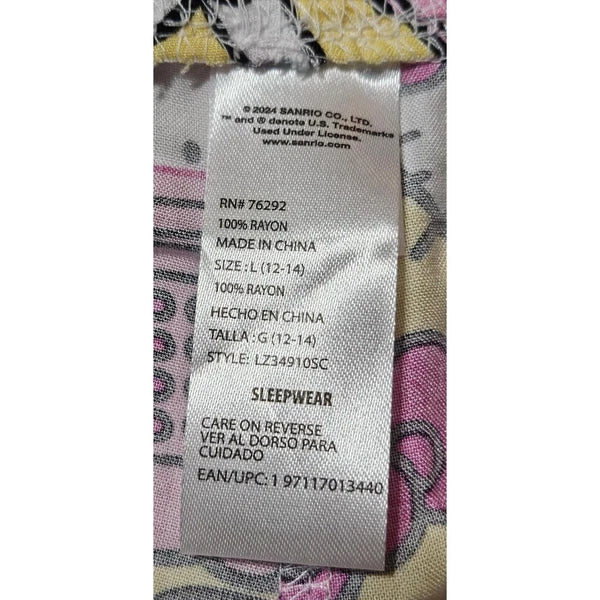 © 2024 SANRIO CO., LTD.
™ and ® denote U.S. Trademarks
Used Under License.
www.sanrio.com
RN# 76292
100% RAYON
MADE IN CHINA
SIZE : L (12-14)
100% RAYON
HECHO EN CHINA
TALLA : G (12-14)
STYLE: LZ34910SC
SLEEPWEAR
CARE ON REVERSE
VER AL DORSO PARA
CUIDADO
EAN/UPC: 1 97117013440